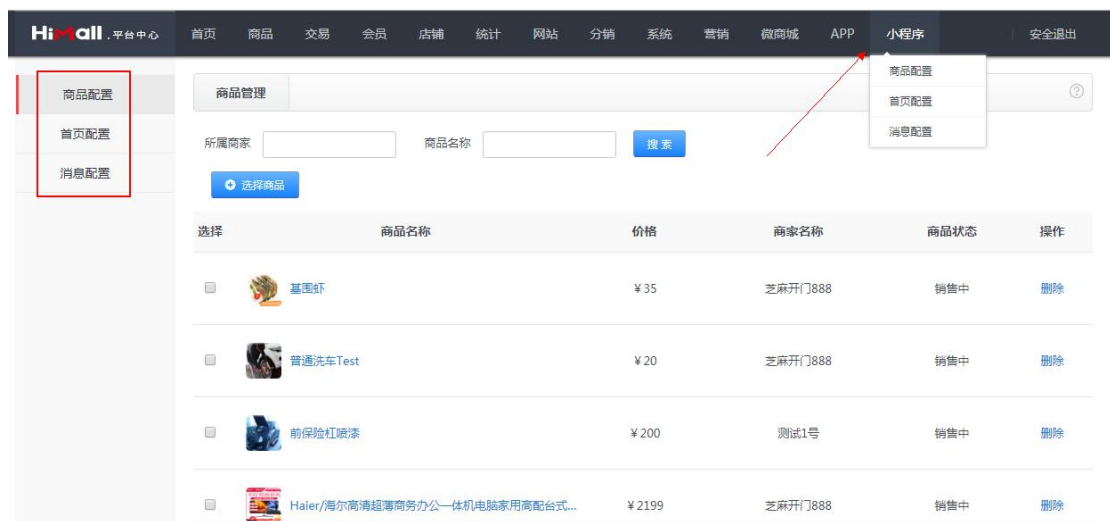 HiMall.平台中心 首页 商品 交易 会员 店铺 统计 网站 分销 系统 营销 微商城 APP 小程序 安全退出
商品配置
首页配置
消息配置
商品配置
首页配置
消息配置
商品管理
所属商家 商品名称 搜索
选择商品
选择 商品名称 价格 商家名称 商品状态 操作
基围虾 ¥35 芝麻开门888 销售中 删除
普通洗车Test ¥20 芝麻开门888 销售中 删除
前保险杠喷漆 ¥200 测试1号 销售中 删除
Haier/海尔高清超薄商务办公一体机电脑家用高配台式... ¥2199 芝麻开门888 销售中 删除